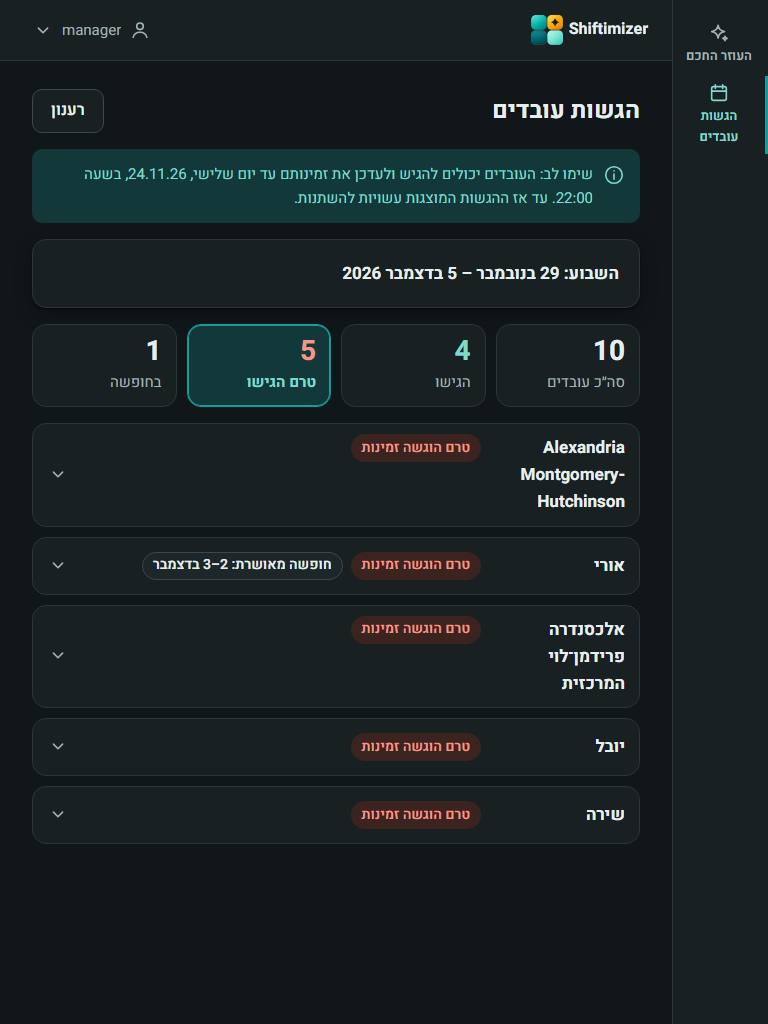 Shiftimizer
manager
העוזר החכם
הגשות
עובדים
הגשות עובדים
רענון
שימו לב: העובדים יכולים להגיש ולעדכן את זמינותם עד יום שלישי, 24.11.26, בשעה
22:00. עד אז ההגשות המוצגות עשויות להשתנות.
השבוע: 29 בנובמבר – 5 בדצמבר 2026
10
סה"כ עובדים
4
הגישו
5
טרם הגישו
1
בחופשה
Alexandria
Montgomery-
Hutchinson
טרם הוגשה זמינות
אורי
טרם הוגשה זמינות
חופשה מאושרת: 2–3 בדצמבר
אלכסנדרה
פרידמן־לוי
המרכזית
טרם הוגשה זמינות
יובל
טרם הוגשה זמינות
שירה
טרם הוגשה זמינות